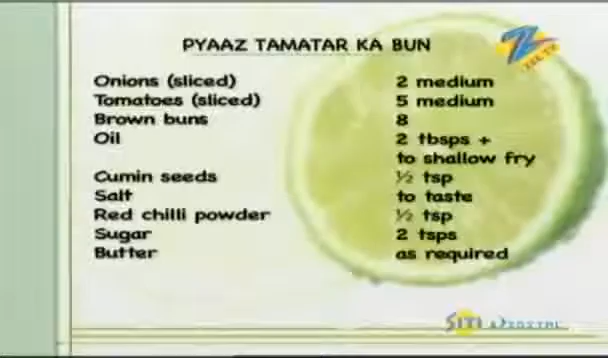 PYAAZ TAMATAR KA BUN
Onions (sliced) 2 medium
Tomatoes (sliced) 5 medium
Brown buns 8
Oil 2 tbsps +
to shallow fry
Cumin seeds ½ tsp
Salt to taste
Red chilli powder ½ tsp
Sugar 2 tsps
Butter as required
SITI